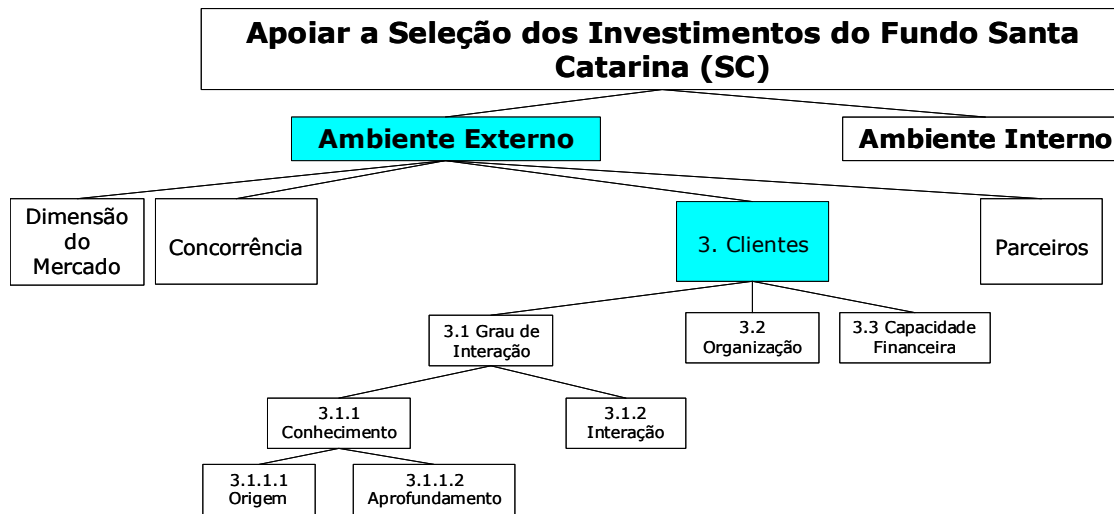 Apoiar a Seleção dos Investimentos do Fundo Santa
Catarina (SC)
Ambiente Externo
Ambiente Interno
Dimensão
do
Mercado
Concorrência
3. Clientes
Parceiros
3.1 Grau de
Interação
3.2
Organização
3.3 Capacidade
Financeira
3.1.1
Conhecimento
3.1.2
Interação
3.1.1.1
Origem
3.1.1.2
Aprofundamento